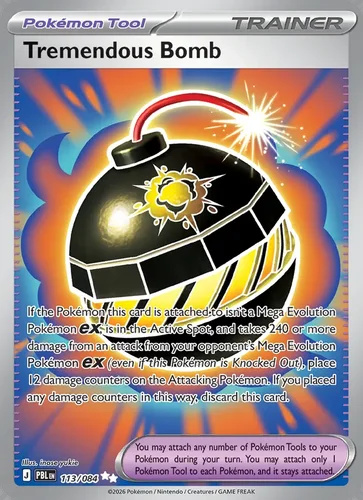 Pokémon Tool
TRAINER
Tremendous Bomb
If the Pokémon this card is attached to isn't a Mega Evolution
Pokémon ex, is in the Active Spot, and takes 240 or more
damage from an attack from your opponent's Mega Evolution
Pokémon ex (even if this Pokémon is Knocked Out), place
12 damage counters on the Attacking Pokémon. If you placed
any damage counters in this way, discard this card.
Illus. inose yukie
J PBL EN 113/084
You may attach any number of Pokémon Tools to your
Pokémon during your turn. You may attach only 1
Pokémon Tool to each Pokémon, and it stays attached.
©2026 Pokémon / Nintendo / Creatures / GAME FREAK